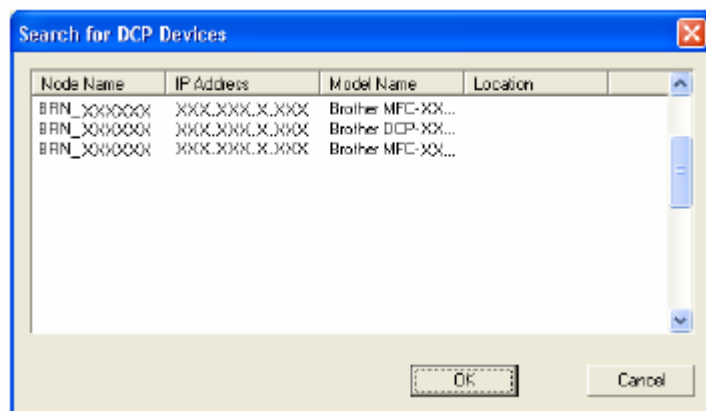 Search for DCP Devices
Node Name IP Address Model Name Location
BRN_XXXXXX XXX.XXX.X.XXX Brother MFC-XX...
BRN_XXXXXX XXX.XXX.X.XXX Brother DCP-XX...
BRN_XXXXXX XXX.XXX.X.XXX Brother MFC-XX...
OK Cancel